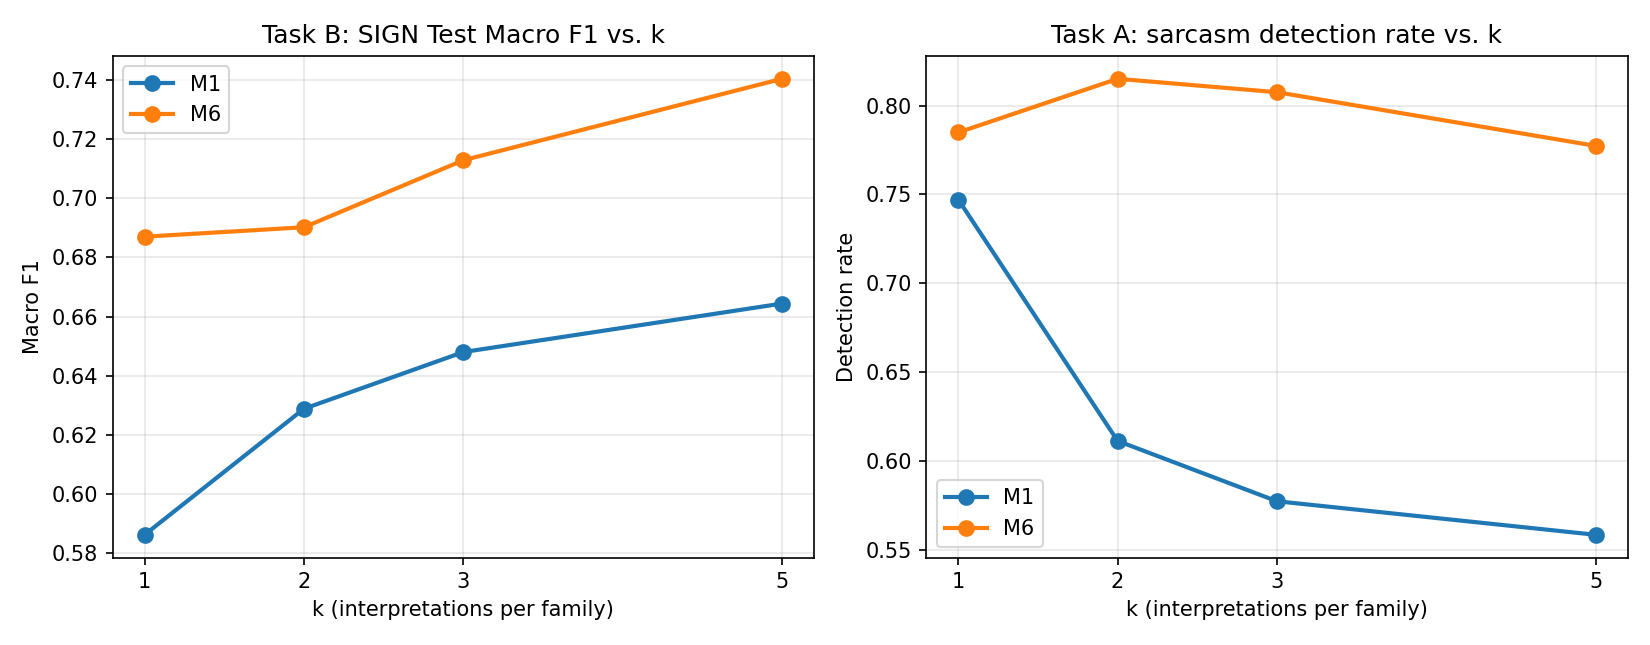 Task B: SIGN Test Macro F1 vs. k
M1
M6
0.74
0.72
0.70
0.68
0.66
0.64
0.62
0.60
0.58
Macro F1
1 2 3 5
k (interpretations per family)
Task A: sarcasm detection rate vs. k
0.80
0.75
0.70
0.65
0.60
0.55
Detection rate
M1
M6
1 2 3 5
k (interpretations per family)